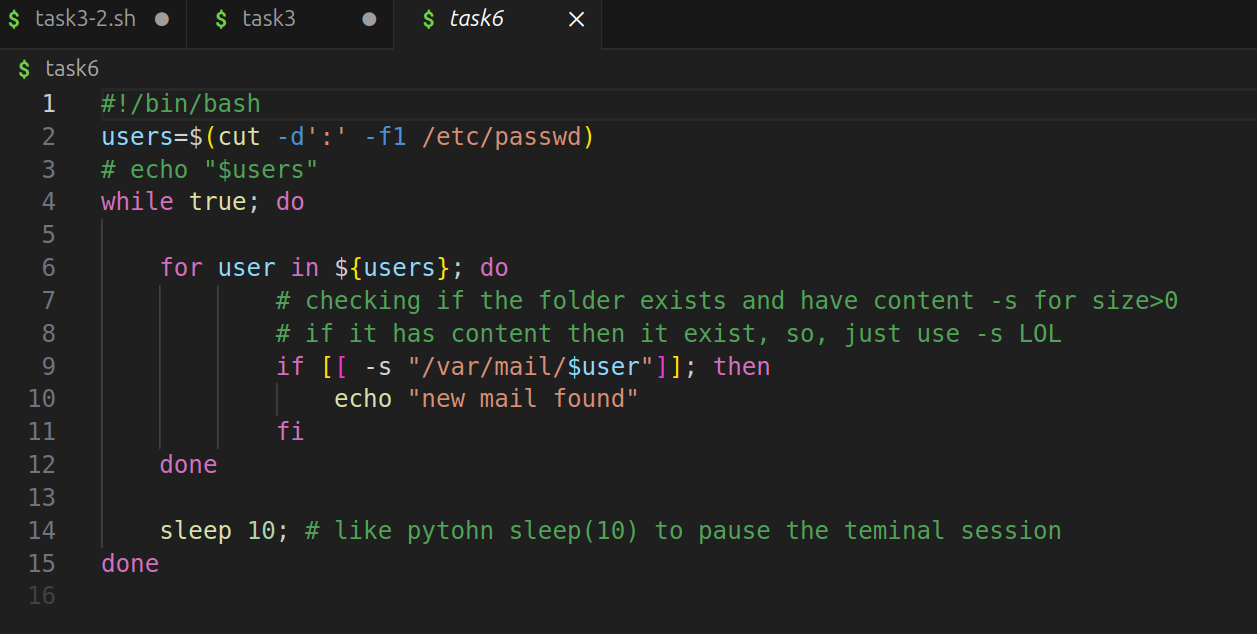 $ task3-2.sh ● $ task3 ● $ task6 ×
$ task6
1 #!/bin/bash
2 users=$(cut -d':' -f1 /etc/passwd)
3 # echo "$users"
4 while true; do
5
6 for user in ${users}; do
7 # checking if the folder exists and have content -s for size>0
8 # if it has content then it exist, so, just use -s LOL
9 if [[ -s "/var/mail/$user"]]; then
10 echo "new mail found"
11 fi
12 done
13
14 sleep 10; # like pytohn sleep(10) to pause the teminal session
15 done
16